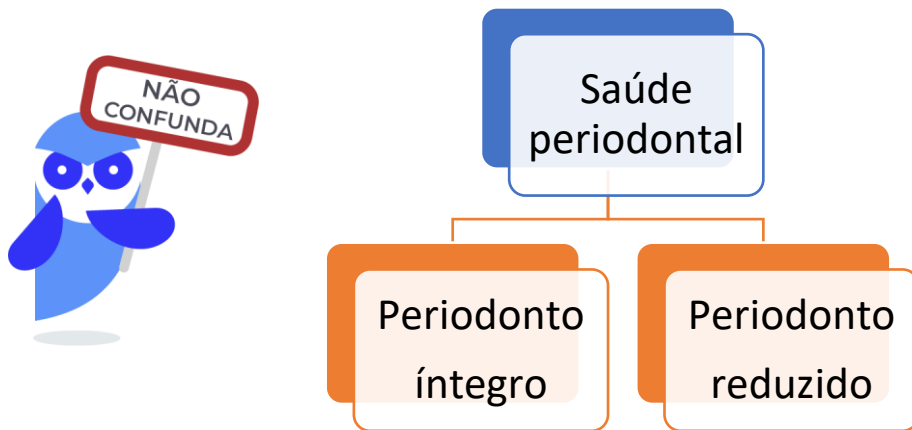 NÃO
CONFUNDA
Saúde
periodontal
Periodonto
íntegro
Periodonto
reduzido